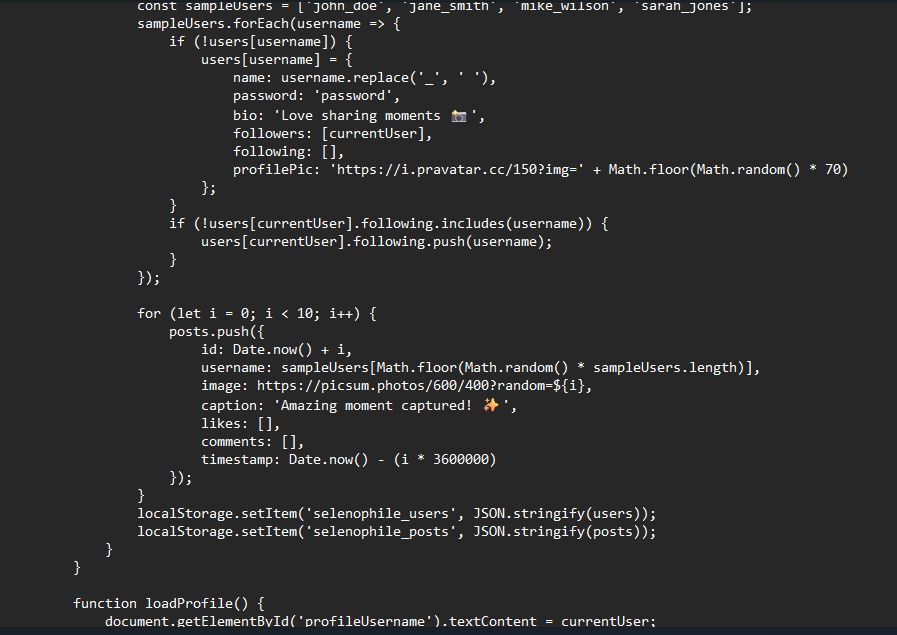 const sampleUsers = ['john_doe', 'jane_smith', 'mike_wilson', 'sarah_jones'];
sampleUsers.forEach(username => {
if (!users[username]) {
users[username] = {
name: username.replace('_', ' '),
password: 'password',
bio: 'Love sharing moments 📷',
followers: [currentUser],
following: [],
profilePic: 'https://i.pravatar.cc/150?img=' + Math.floor(Math.random() * 70)
};
}
if (!users[currentUser].following.includes(username)) {
users[currentUser].following.push(username);
}
});
for (let i = 0; i < 10; i++) {
posts.push({
id: Date.now() + i,
username: sampleUsers[Math.floor(Math.random() * sampleUsers.length)],
image: https://picsum.photos/600/400?random=${i},
caption: 'Amazing moment captured! ✨',
likes: [],
comments: [],
timestamp: Date.now() - (i * 3600000)
});
}
localStorage.setItem('selenophile_users', JSON.stringify(users));
localStorage.setItem('selenophile_posts', JSON.stringify(posts));
}
}
function loadProfile() {
document.getElementById('profileUsername').textContent = currentUser;